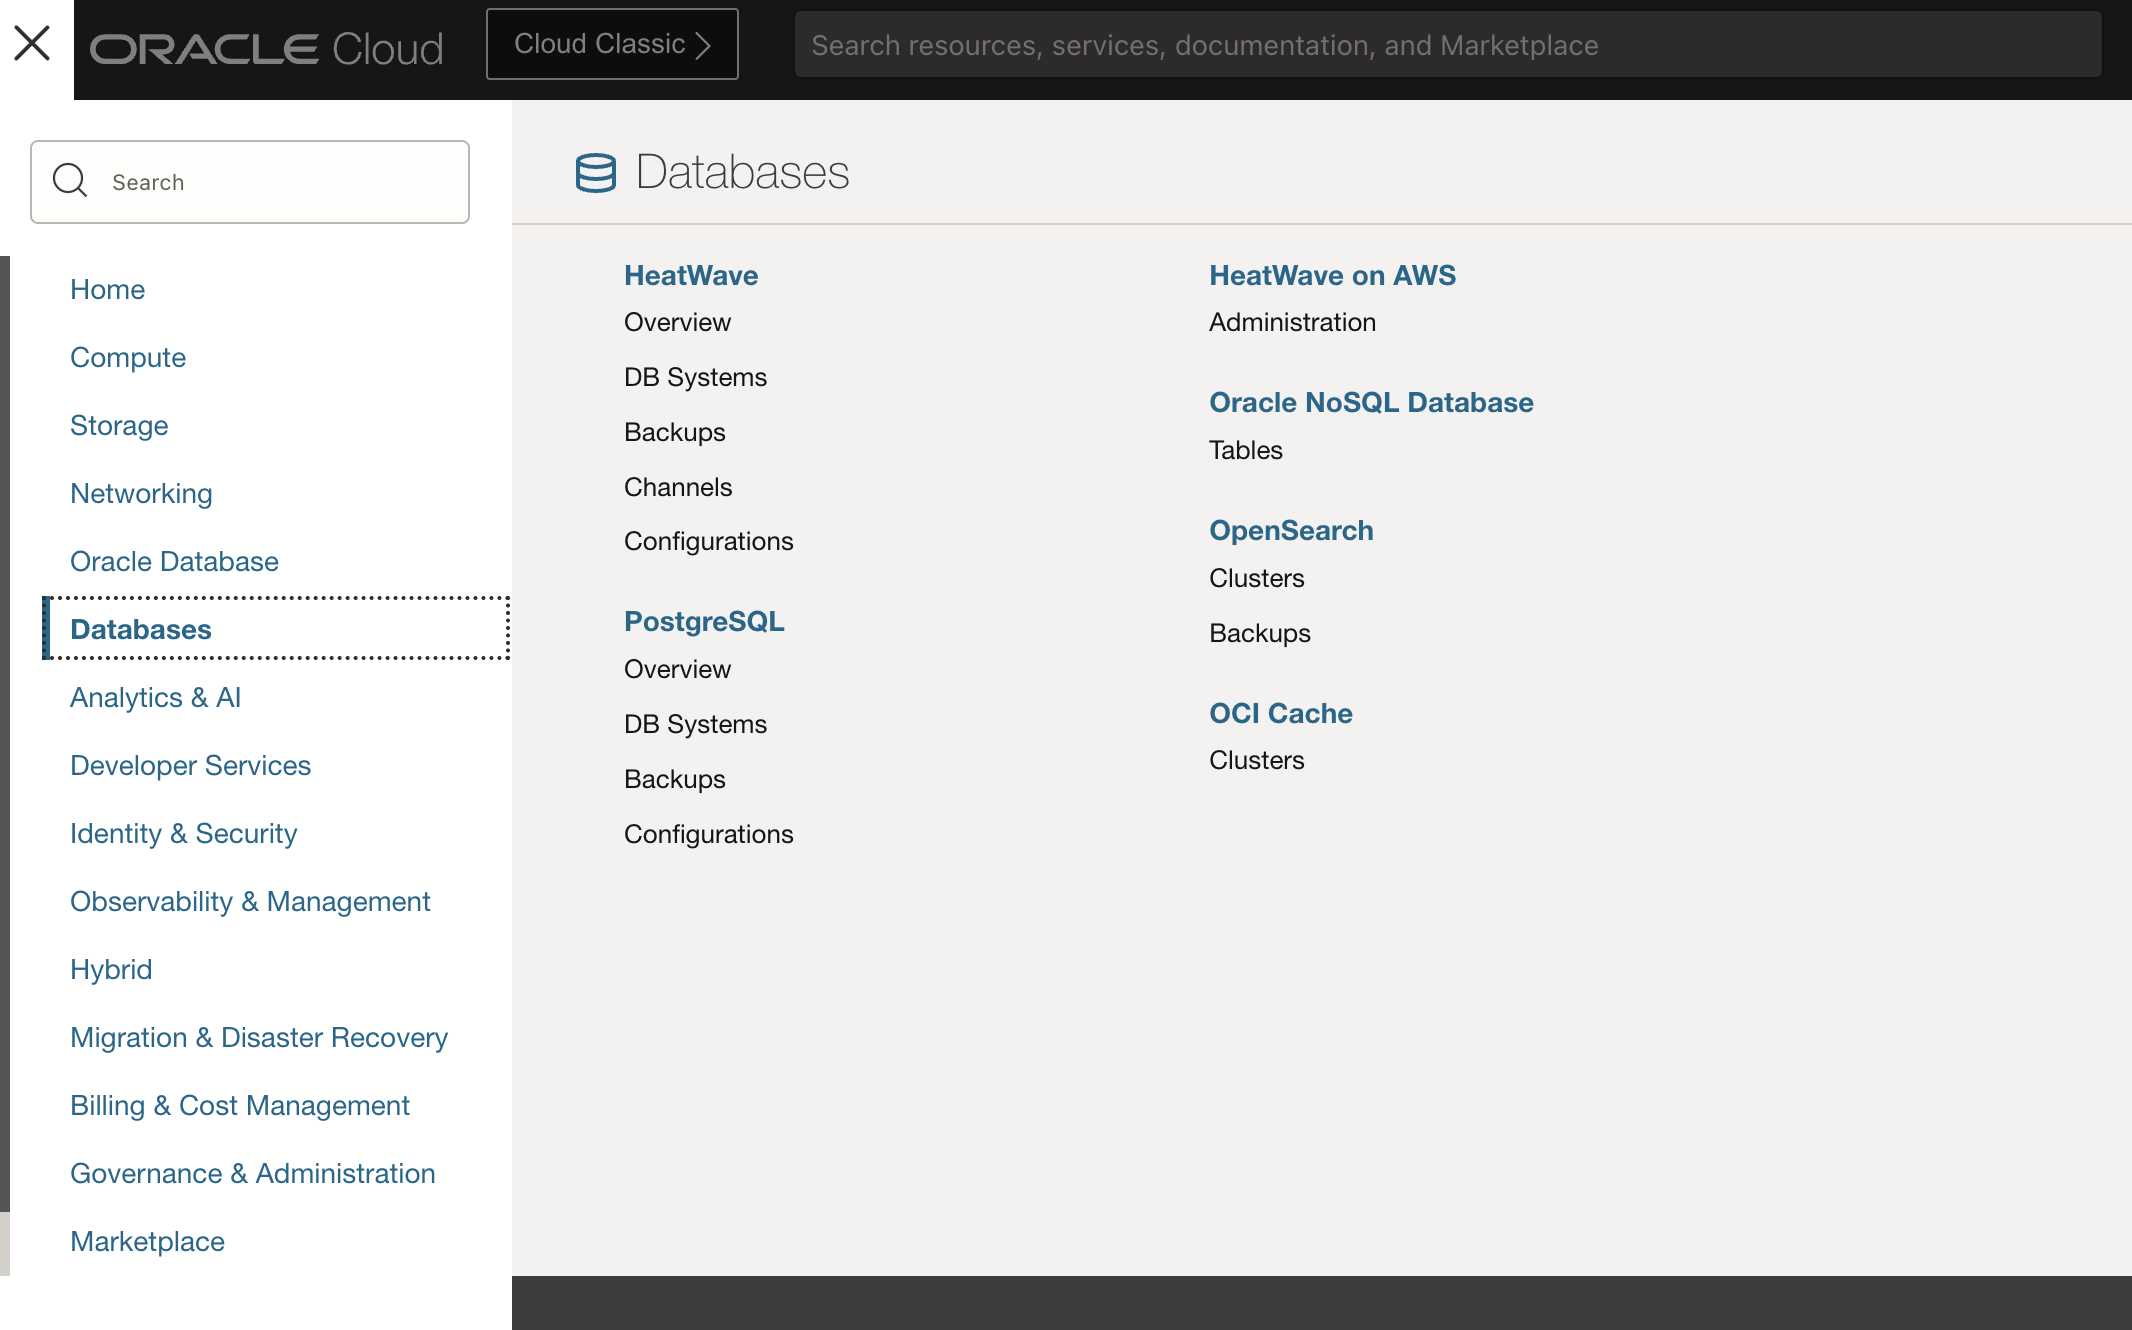 ORACLE Cloud
Cloud Classic
Search resources, services, documentation, and Marketplace
Search
Home
Compute
Storage
Networking
Oracle Database
Databases
Analytics & AI
Developer Services
Identity & Security
Observability & Management
Hybrid
Migration & Disaster Recovery
Billing & Cost Management
Governance & Administration
Marketplace
Databases
HeatWave
Overview
DB Systems
Backups
Channels
Configurations
PostgreSQL
Overview
DB Systems
Backups
Configurations
HeatWave on AWS
Administration
Oracle NoSQL Database
Tables
OpenSearch
Clusters
Backups
OCI Cache
Clusters